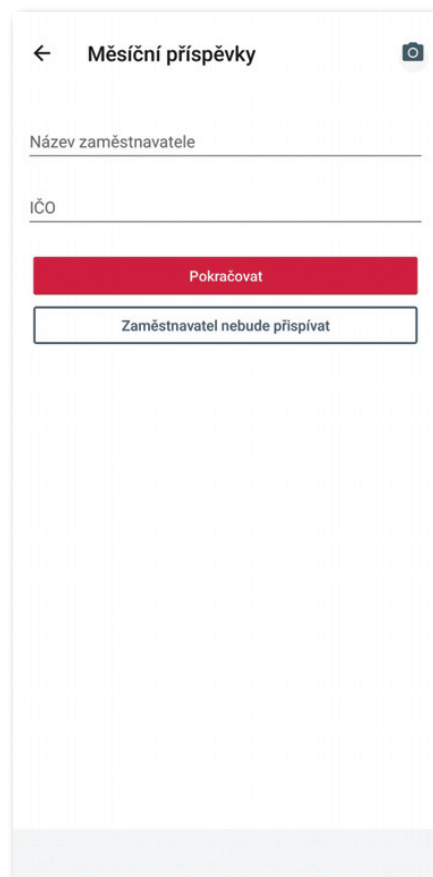 Měsíční příspěvky
Název zaměstnavatele
IČO
Pokračovat
Zaměstnavatel nebude přispívat